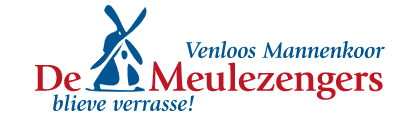 Venloos Mannenkoor
De Meulezengers
blieve verrasse!